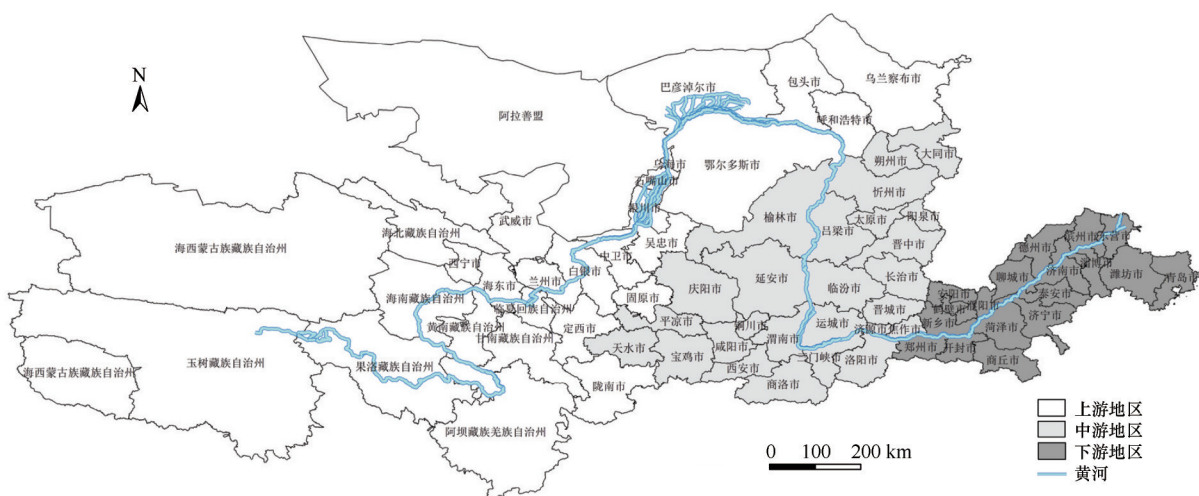 N
巴彦淖尔市
包头市
乌兰察布市
阿拉善盟
呼和浩特市
乌海市
鄂尔多斯市
石嘴山市
银川市
朔州市
大同市
忻州市
榆林市
太原市
阳泉市
吕梁市
晋中市
武威市
海北藏族自治州
海西蒙古族藏族自治州
吴忠市
中卫市
西宁市
海东市
兰州市
白银市
延安市
临汾市
长治市
德州市
滨州市
东营市
聊城市
济南市
淄博市
潍坊市
青岛市
海南藏族自治州
临夏回族自治州
固原市
庆阳市
晋城市
安阳市
鹤壁市
濮阳市
泰安市
黄南藏族自治州
甘南藏族自治州
定西市
平凉市
铜川市
渭南市
运城市
济源市
焦作市
新乡市
菏泽市
济宁市
玉树藏族自治州
果洛藏族自治州
天水市
宝鸡市
咸阳市
西安市
三门峡市
洛阳市
郑州市
开封市
商丘市
海西蒙古族藏族自治州
陇南市
商洛市
阿坝藏族羌族自治州
上游地区
中游地区
下游地区
黄河
0 100 200 km